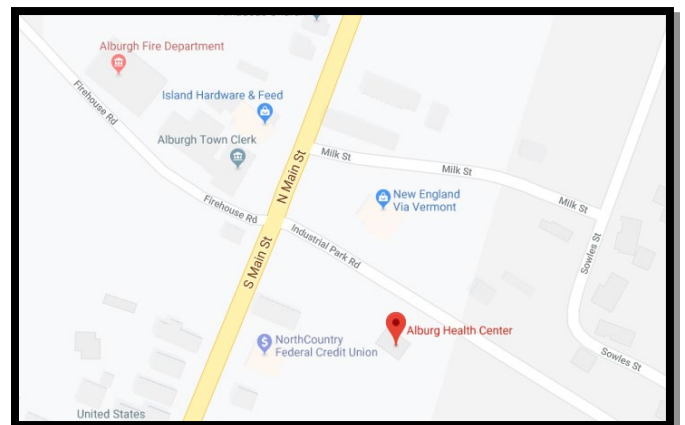 Alburgh Fire Department
Firehouse Rd
Island Hardware & Feed
Alburgh Town Clerk
N Main St
Milk St
Milk St
Milk St
New England
Via Vermont
Firehouse Rd
Industrial Park Rd
S Main St
Sowles St
Alburg Health Center
NorthCountry
Federal Credit Union
Sowles St
United States